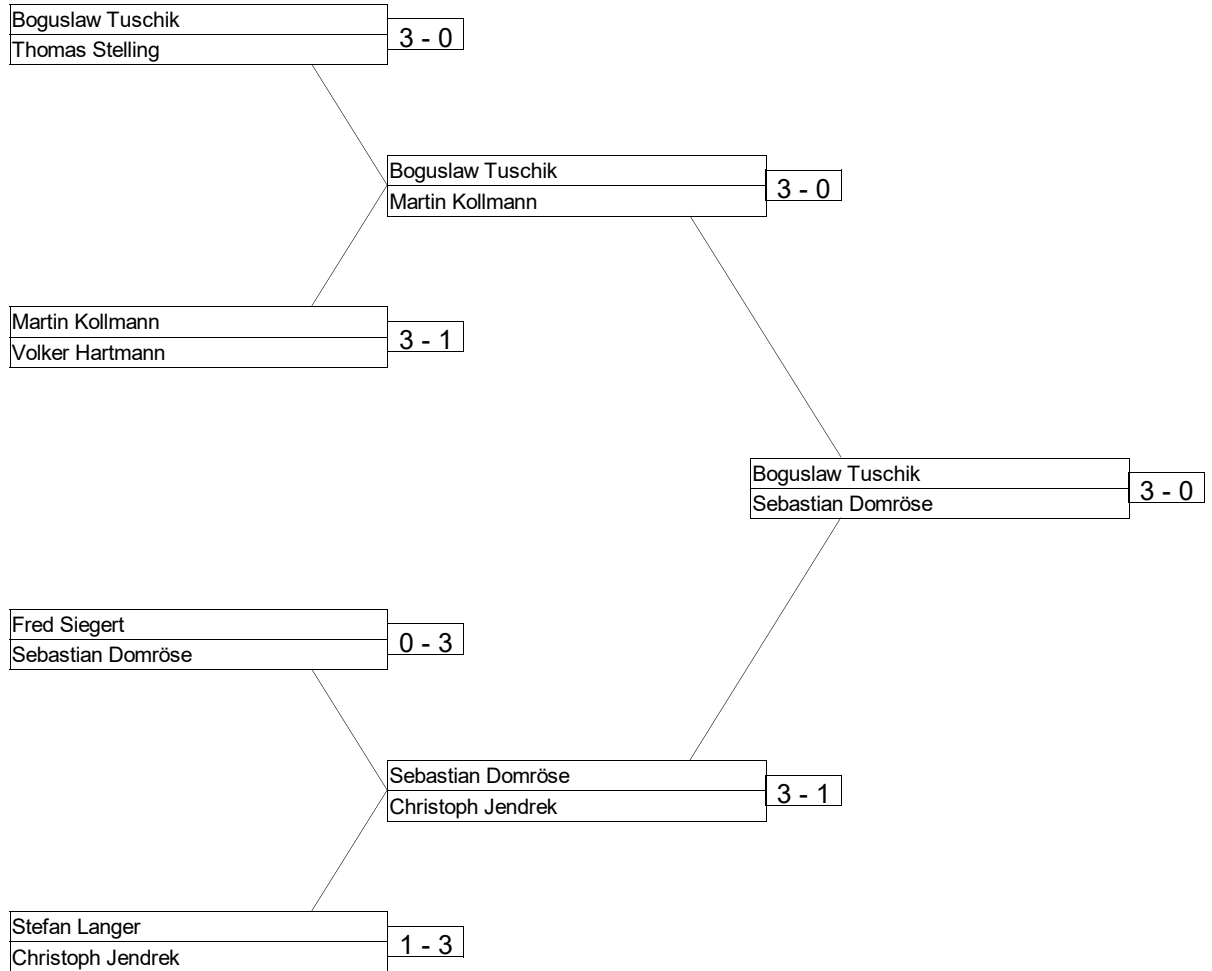 Boguslaw Tuschik
Thomas Stelling
3 - 0
Boguslaw Tuschik
Martin Kollmann
3 - 0
Martin Kollmann
Volker Hartmann
3 - 1
Boguslaw Tuschik
Sebastian Domröse
3 - 0
Fred Siegert
Sebastian Domröse
0 - 3
Sebastian Domröse
Christoph Jendrek
3 - 1
Stefan Langer
Christoph Jendrek
1 - 3